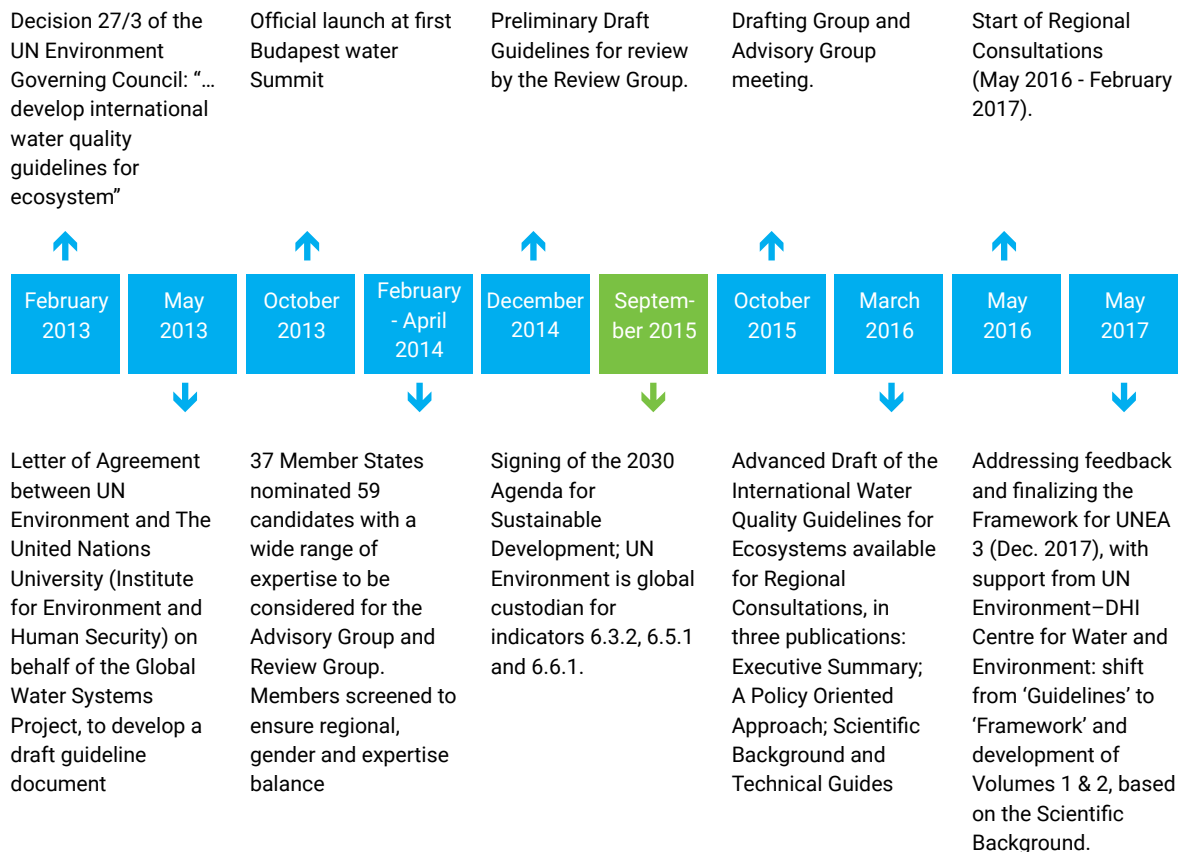 Decision 27/3 of the
UN Environment
Governing Council: “…
develop international
water quality
guidelines for
ecosystem”
Official launch at first
Budapest water
Summit
Preliminary Draft
Guidelines for review
by the Review Group.
Drafting Group and
Advisory Group
meeting.
Start of Regional
Consultations
(May 2016 - February
2017).
February
2013
May
2013
October
2013
February
- April
2014
December
2014
Septem-
ber 2015
October
2015
March
2016
May
2016
May
2017
Letter of Agreement
between UN
Environment and The
United Nations
University (Institute
for Environment and
Human Security) on
behalf of the Global
Water Systems
Project, to develop a
draft guideline
document
37 Member States
nominated 59
candidates with a
wide range of
expertise to be
considered for the
Advisory Group and
Review Group.
Members screened to
ensure regional,
gender and expertise
balance
Signing of the 2030
Agenda for
Sustainable
Development; UN
Environment is global
custodian for
indicators 6.3.2, 6.5.1
and 6.6.1.
Advanced Draft of the
International Water
Quality Guidelines for
Ecosystems available
for Regional
Consultations, in
three publications:
Executive Summary;
A Policy Oriented
Approach; Scientific
Background and
Technical Guides
Addressing feedback
and finalizing the
Framework for UNEA
3 (Dec. 2017), with
support from UN
Environment–DHI
Centre for Water and
Environment: shift
from ‘Guidelines’ to
‘Framework’ and
development of
Volumes 1 & 2, based
on the Scientific
Background.